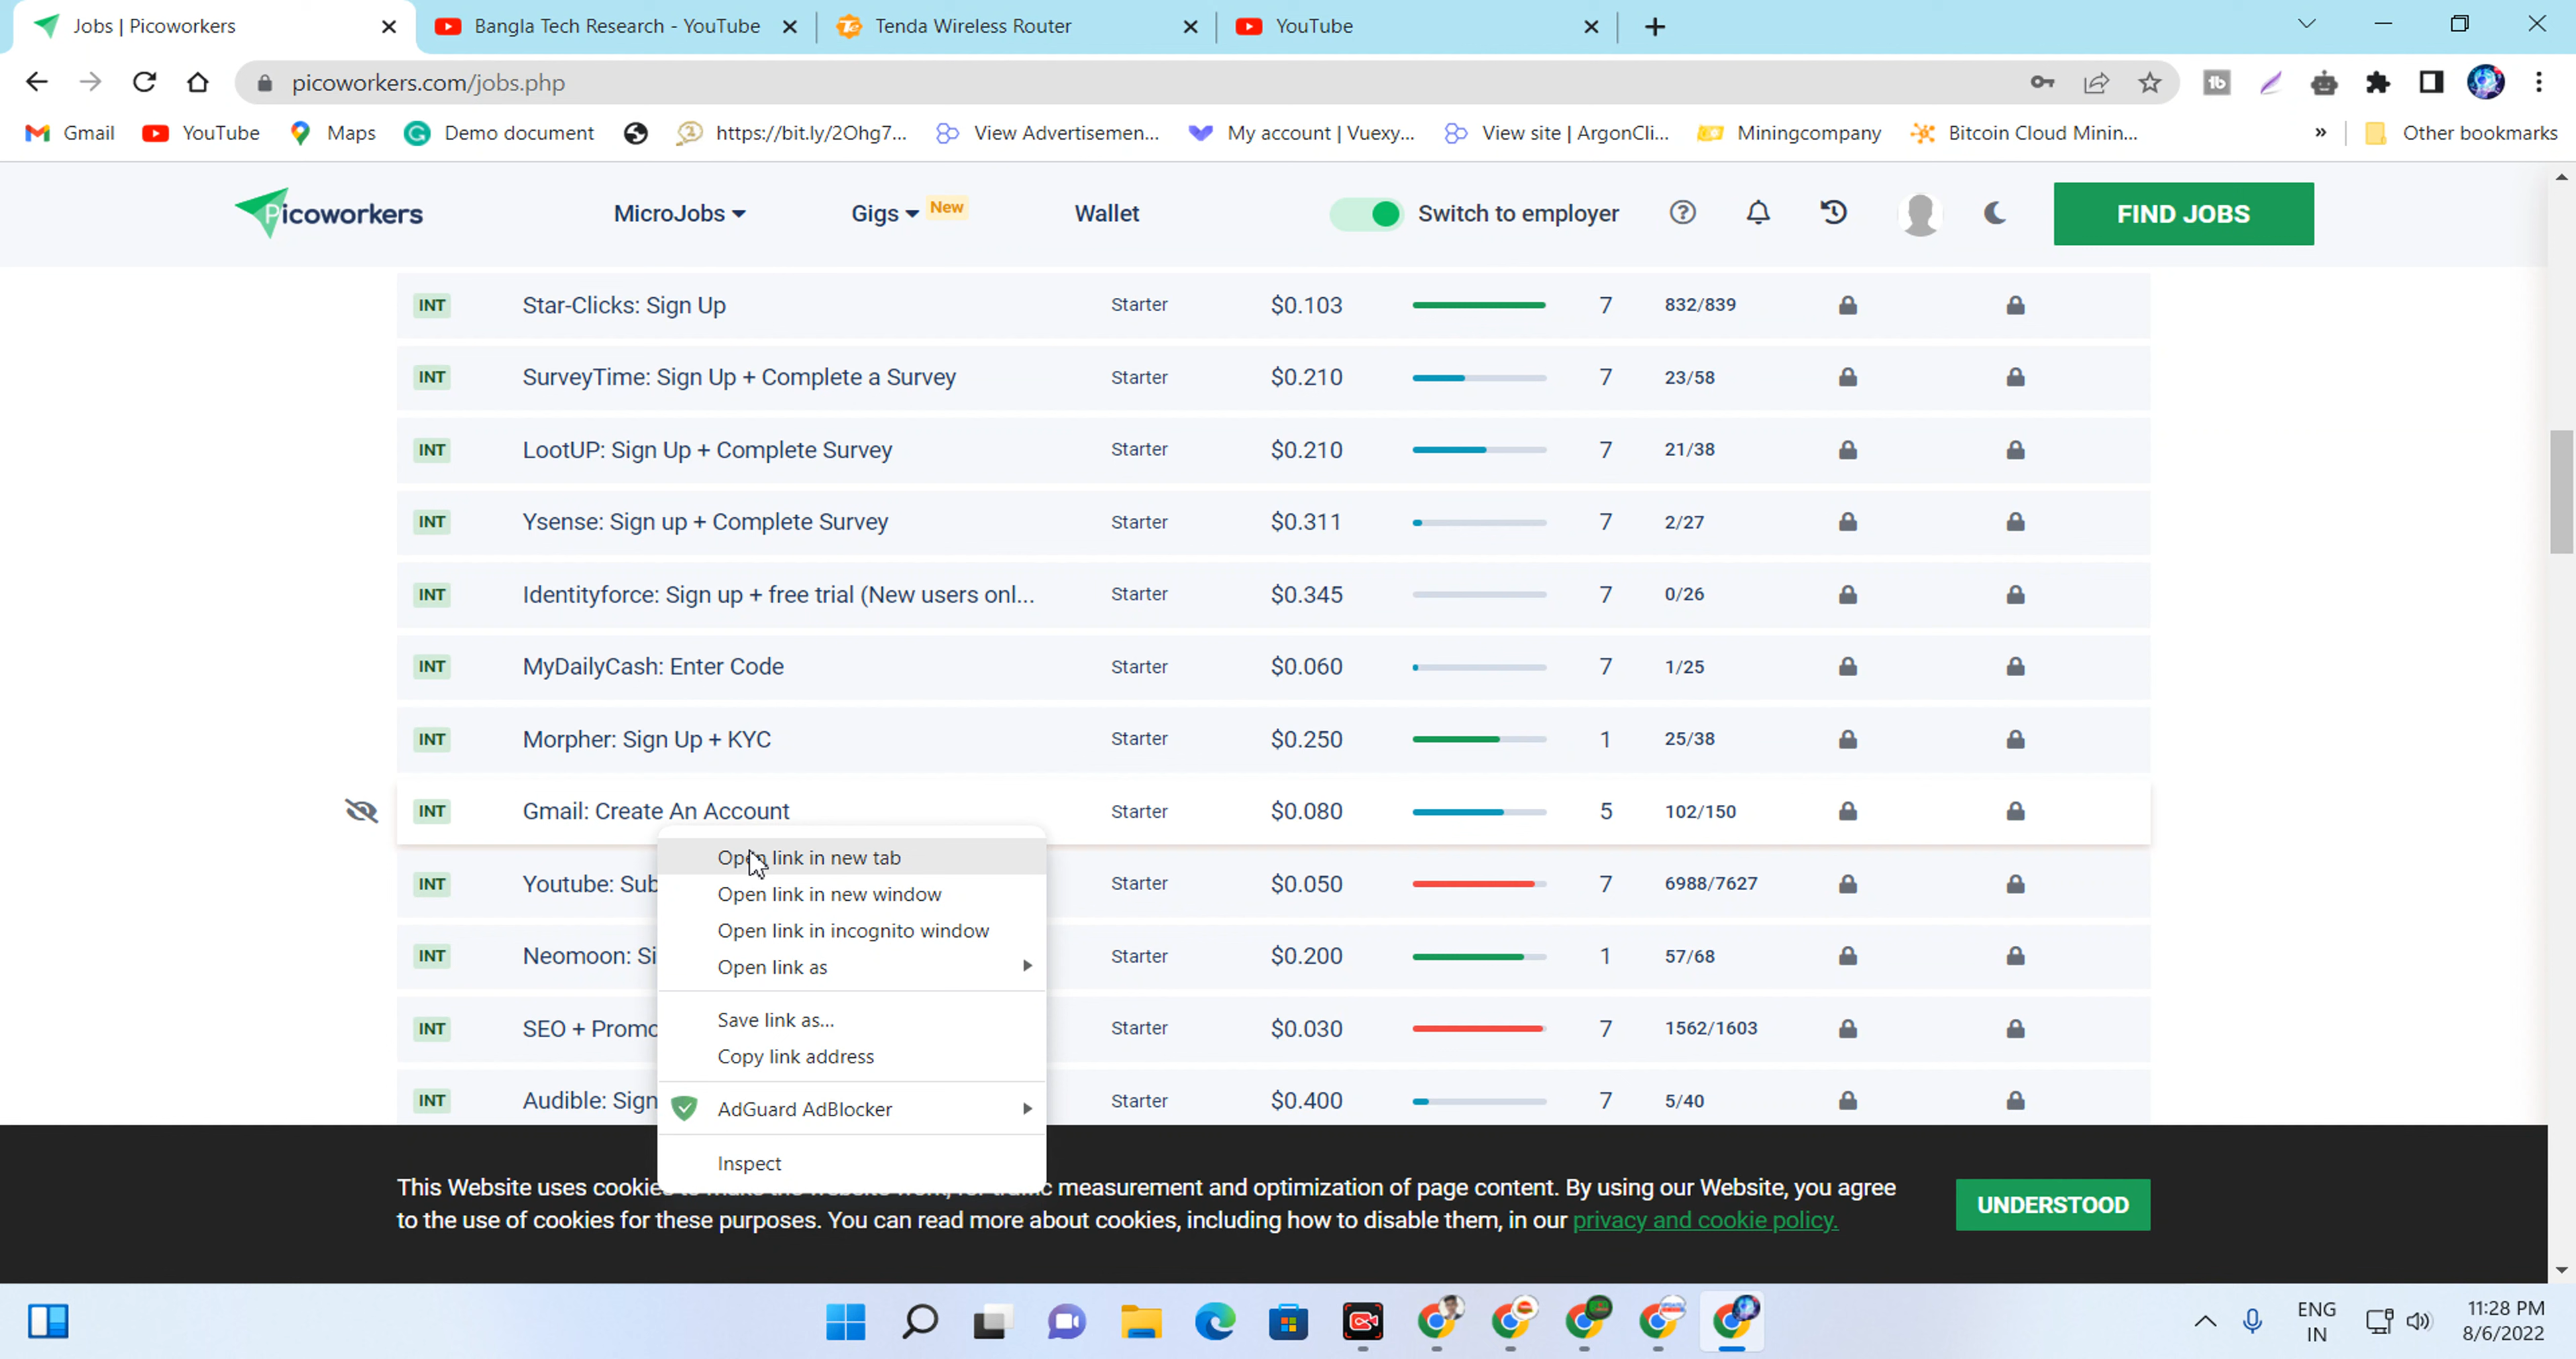 Jobs | Picoworkers
Bangla Tech Research - YouTube
Tenda Wireless Router
YouTube
picoworkers.com/jobs.php
Gmail YouTube Maps Demo document https://bit.ly/2Ohg7... View Advertisemen... My account | Vuexy... View site | ArgonCli... Miningcompany Bitcoin Cloud Minin... » Other bookmarks
Picoworkers MicroJobs Gigs New Wallet Switch to employer FIND JOBS
INT Star-Clicks: Sign Up Starter $0.103 7 832/839
INT SurveyTime: Sign Up + Complete a Survey Starter $0.210 7 23/58
INT LootUP: Sign Up + Complete Survey Starter $0.210 7 21/38
INT Ysense: Sign up + Complete Survey Starter $0.311 7 2/27
INT Identityforce: Sign up + free trial (New users onl... Starter $0.345 7 0/26
INT MyDailyCash: Enter Code Starter $0.060 7 1/25
INT Morpher: Sign Up + KYC Starter $0.250 1 25/38
INT Gmail: Create An Account Starter $0.080 5 102/150
INT Youtube: Sub Starter $0.050 7 6988/7627
INT Neomoon: Si Starter $0.200 1 57/68
INT SEO + Promo Starter $0.030 7 1562/1603
INT Audible: Sign Starter $0.400 7 5/40
Open link in new tab
Open link in new window
Open link in incognito window
Open link as
Save link as...
Copy link address
AdGuard AdBlocker
Inspect
This Website uses cookies measurement and optimization of page content. By using our Website, you agree
to the use of cookies for these purposes. You can read more about cookies, including how to disable them, in our privacy and cookie policy.
UNDERSTOOD
ENG
IN
11:28 PM
8/6/2022